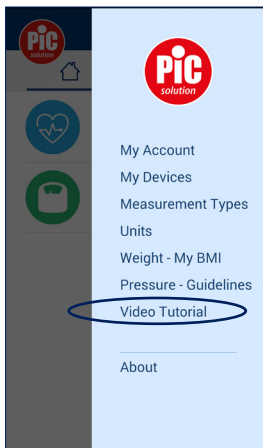 PiC
solution
PiC
solution
My Account
My Devices
Measurement Types
Units
Weight - My BMI
Pressure - Guidelines
Video Tutorial
About